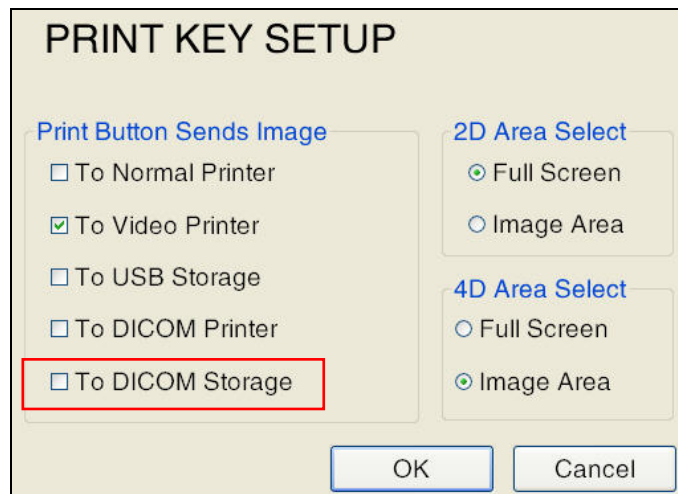 PRINT KEY SETUP
Print Button Sends Image
To Normal Printer
To Video Printer
To USB Storage
To DICOM Printer
To DICOM Storage
2D Area Select
Full Screen
Image Area
4D Area Select
Full Screen
Image Area
OK
Cancel